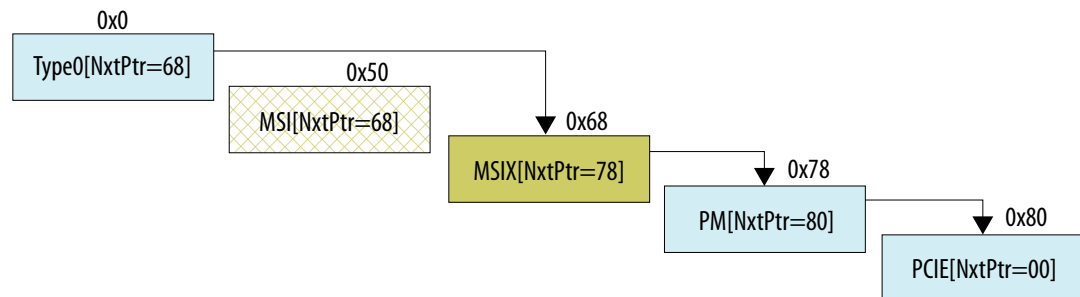 0x0
Type0[NxtPtr=68]
0x50
MSI[NxtPtr=68]
0x68
MSIX[NxtPtr=78]
0x78
PM[NxtPtr=80]
0x80
PCIE[NxtPtr=00]